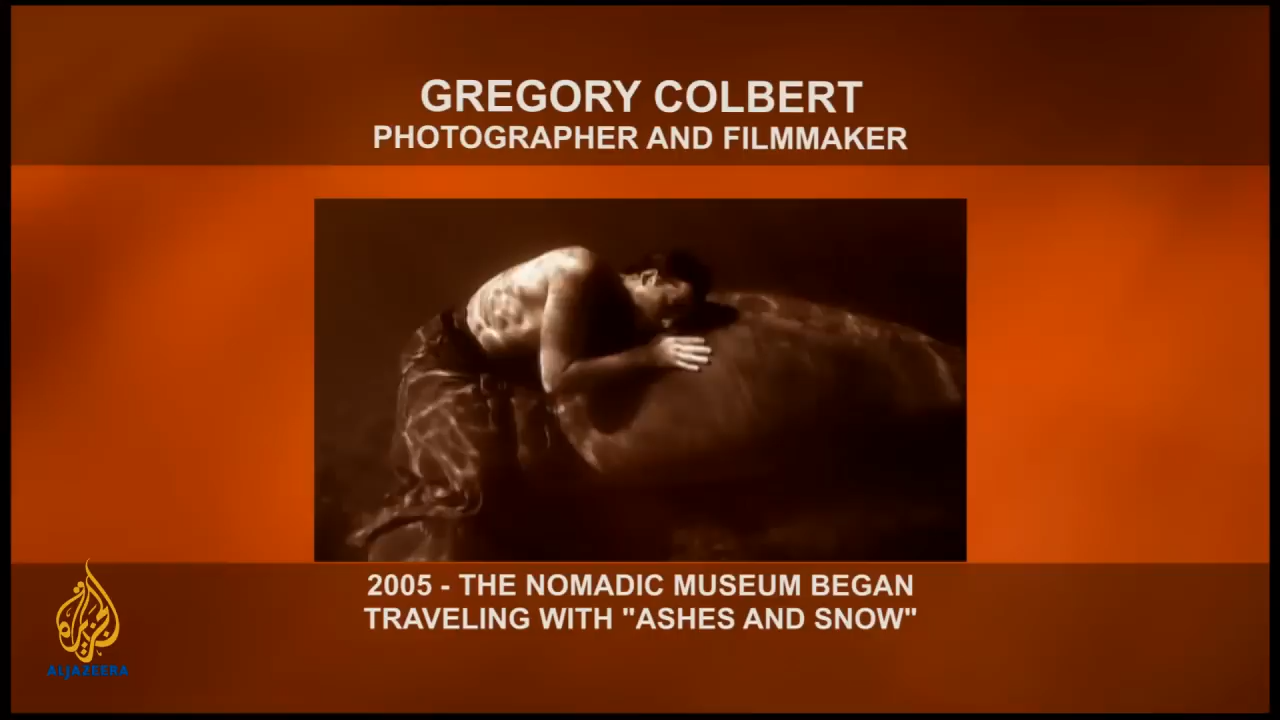 GREGORY COLBERT
PHOTOGRAPHER AND FILMMAKER
2005 - THE NOMADIC MUSEUM BEGAN
TRAVELING WITH "ASHES AND SNOW"
الجزيرة
ALJAZEERA